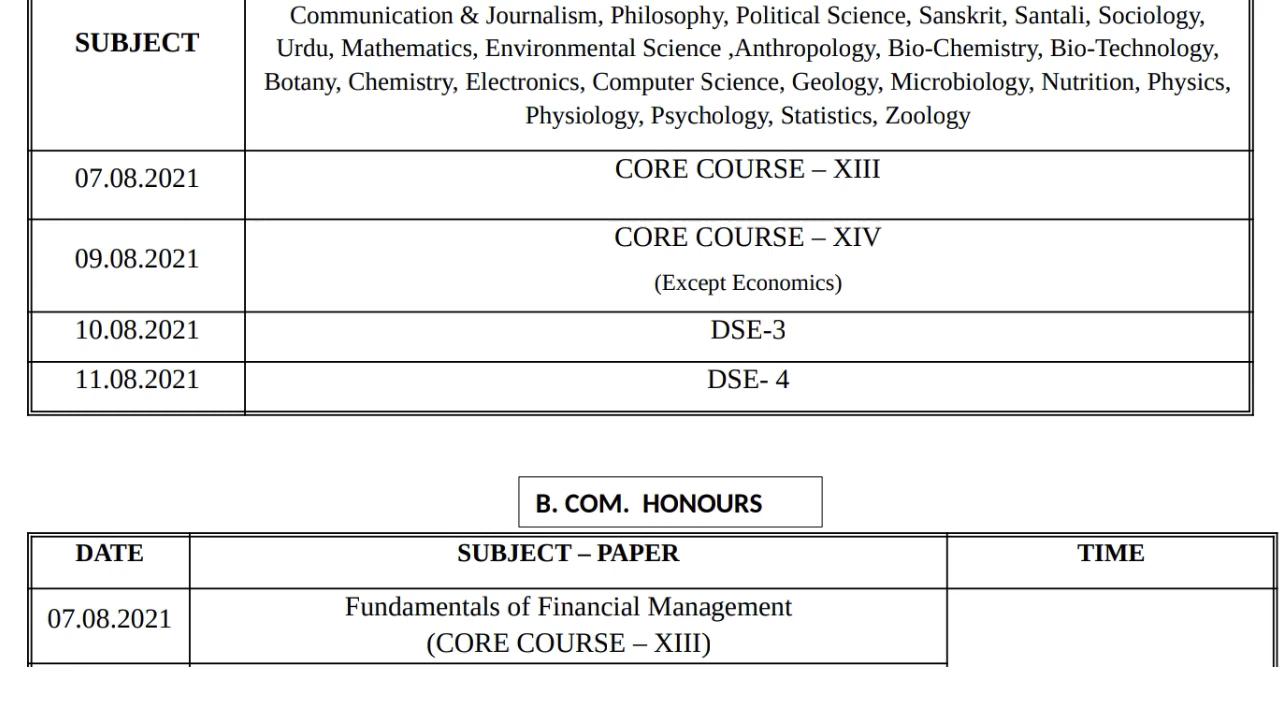 Communication & Journalism, Philosophy, Political Science, Sanskrit, Santali, Sociology,
SUBJECT
Urdu, Mathematics, Environmental Science ,Anthropology, Bio-Chemistry, Bio-Technology,
Botany, Chemistry, Electronics, Computer Science, Geology, Microbiology, Nutrition, Physics,
Physiology, Psychology, Statistics, Zoology
07.08.2021 CORE COURSE – XIII
09.08.2021 CORE COURSE – XIV
(Except Economics)
10.08.2021 DSE-3
11.08.2021 DSE- 4
B. COM. HONOURS
DATE SUBJECT – PAPER TIME
07.08.2021 Fundamentals of Financial Management
(CORE COURSE – XIII)